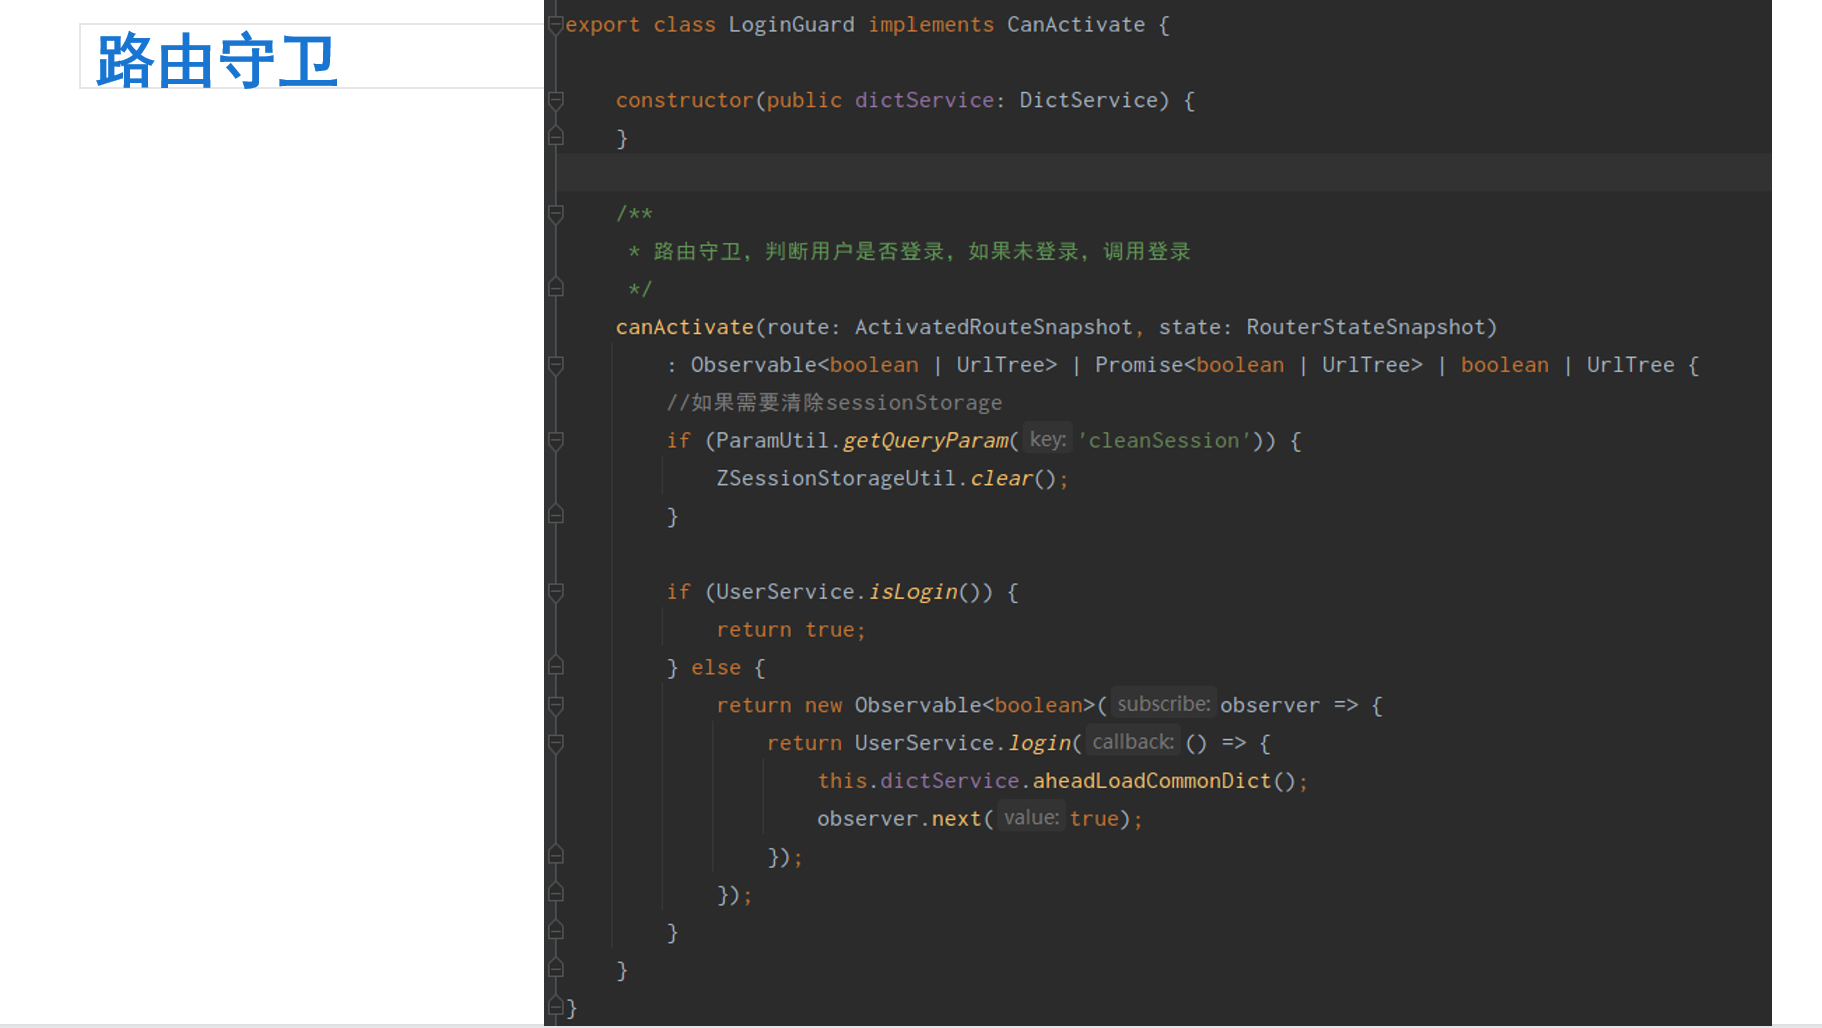 路由守卫
export class LoginGuard implements CanActivate {
constructor(public dictService: DictService) {
}
/**
* 路由守卫，判断用户是否登录，如果未登录，调用登录
*/
canActivate(route: ActivatedRouteSnapshot, state: RouterStateSnapshot)
: Observable<boolean | UrlTree> | Promise<boolean | UrlTree> | boolean | UrlTree {
//如果需要清除sessionStorage
if (ParamUtil.getQueryParam( key: 'cleanSession')) {
ZSessionStorageUtil.clear();
}
if (UserService.isLogin()) {
return true;
} else {
return new Observable<boolean>( subscribe: observer => {
return UserService.login( callback: () => {
this.dictService.aheadLoadCommonDict();
observer.next( value: true);
});
});
}
}
}